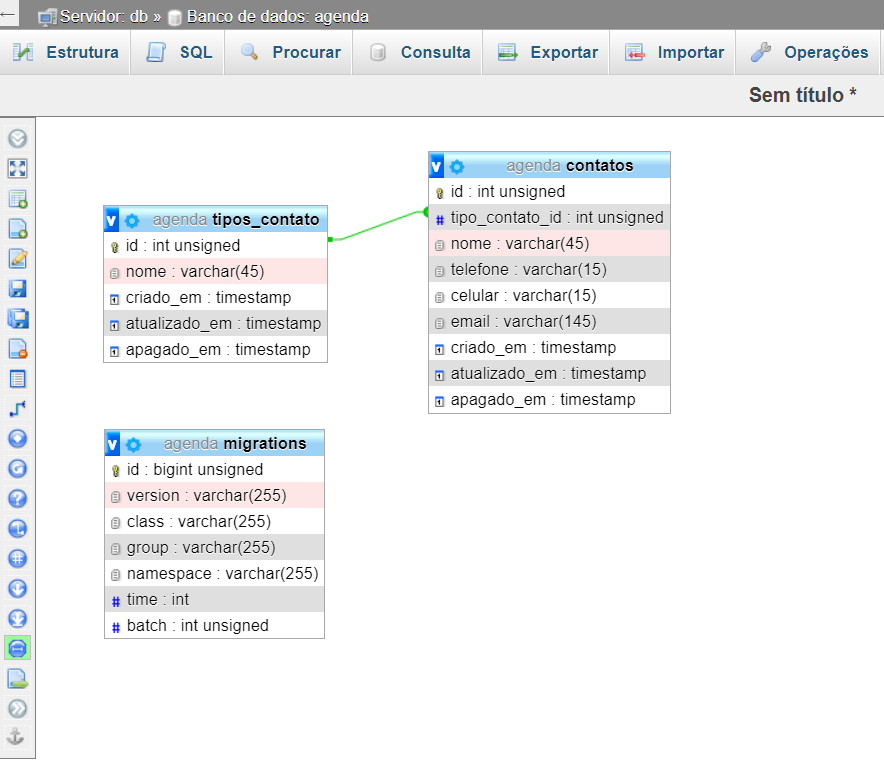 Servidor: db » Banco de dados: agenda
Estrutura SQL Procurar Consulta Exportar Importar Operações
Sem título *
v agenda tipos_contato
id : int unsigned
nome : varchar(45)
criado_em : timestamp
atualizado_em : timestamp
apagado_em : timestamp
v agenda contatos
id : int unsigned
# tipo_contato_id : int unsigned
nome : varchar(45)
telefone : varchar(15)
celular : varchar(15)
email : varchar(145)
criado_em : timestamp
atualizado_em : timestamp
apagado_em : timestamp
v agenda migrations
id : bigint unsigned
version : varchar(255)
class : varchar(255)
group : varchar(255)
namespace : varchar(255)
# time : int
# batch : int unsigned